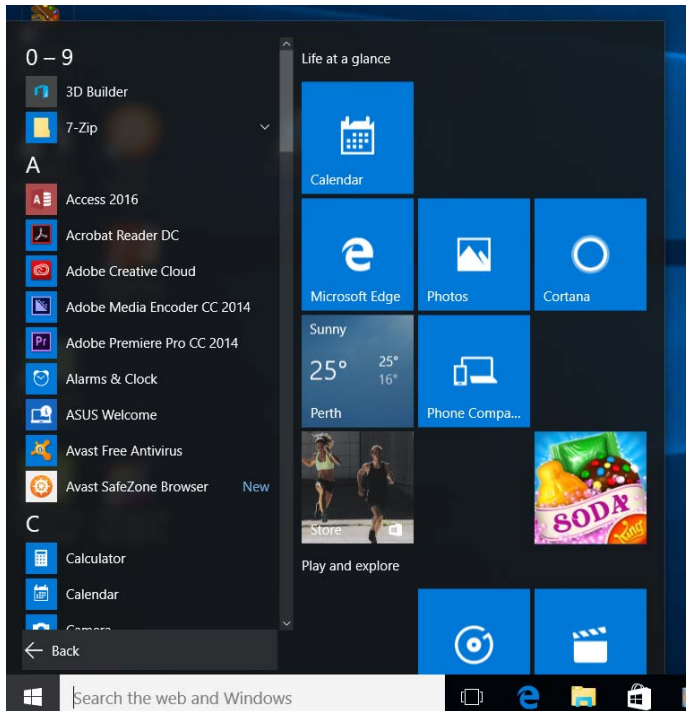 0 – 9
3D Builder
7-Zip
A
Access 2016
Acrobat Reader DC
Adobe Creative Cloud
Adobe Media Encoder CC 2014
Pr
Adobe Premiere Pro CC 2014
Alarms & Clock
ASUS Welcome
Avast Free Antivirus
Avast SafeZone Browser New
C
Calculator
Calendar
Camera
Back
Search the web and Windows
Life at a glance
Calendar
Microsoft Edge
Photos
Cortana
Sunny
25° 25°
16°
Perth
Phone Compa...
Store
SODA
King
Play and explore